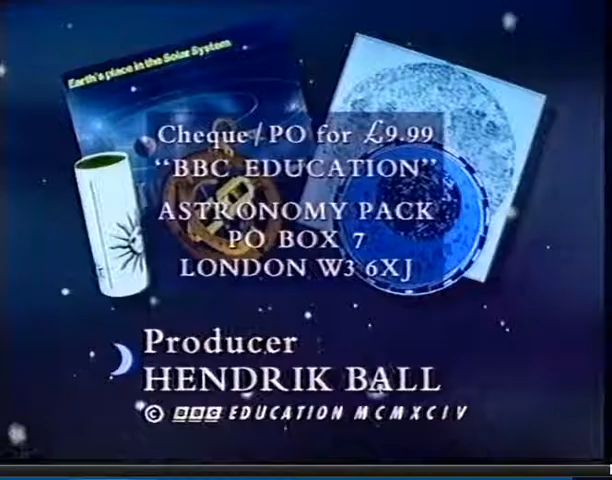 Earth's place in the Solar System
Cheque/PO for £9.99
“BBC EDUCATION”
ASTRONOMY PACK
PO BOX 7
LONDON W3 6XJ
Producer
HENDRIK BALL
© BBC EDUCATION MCMXCIV